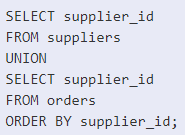 SELECT supplier_id
FROM suppliers
UNION
SELECT supplier_id
FROM orders
ORDER BY supplier_id;